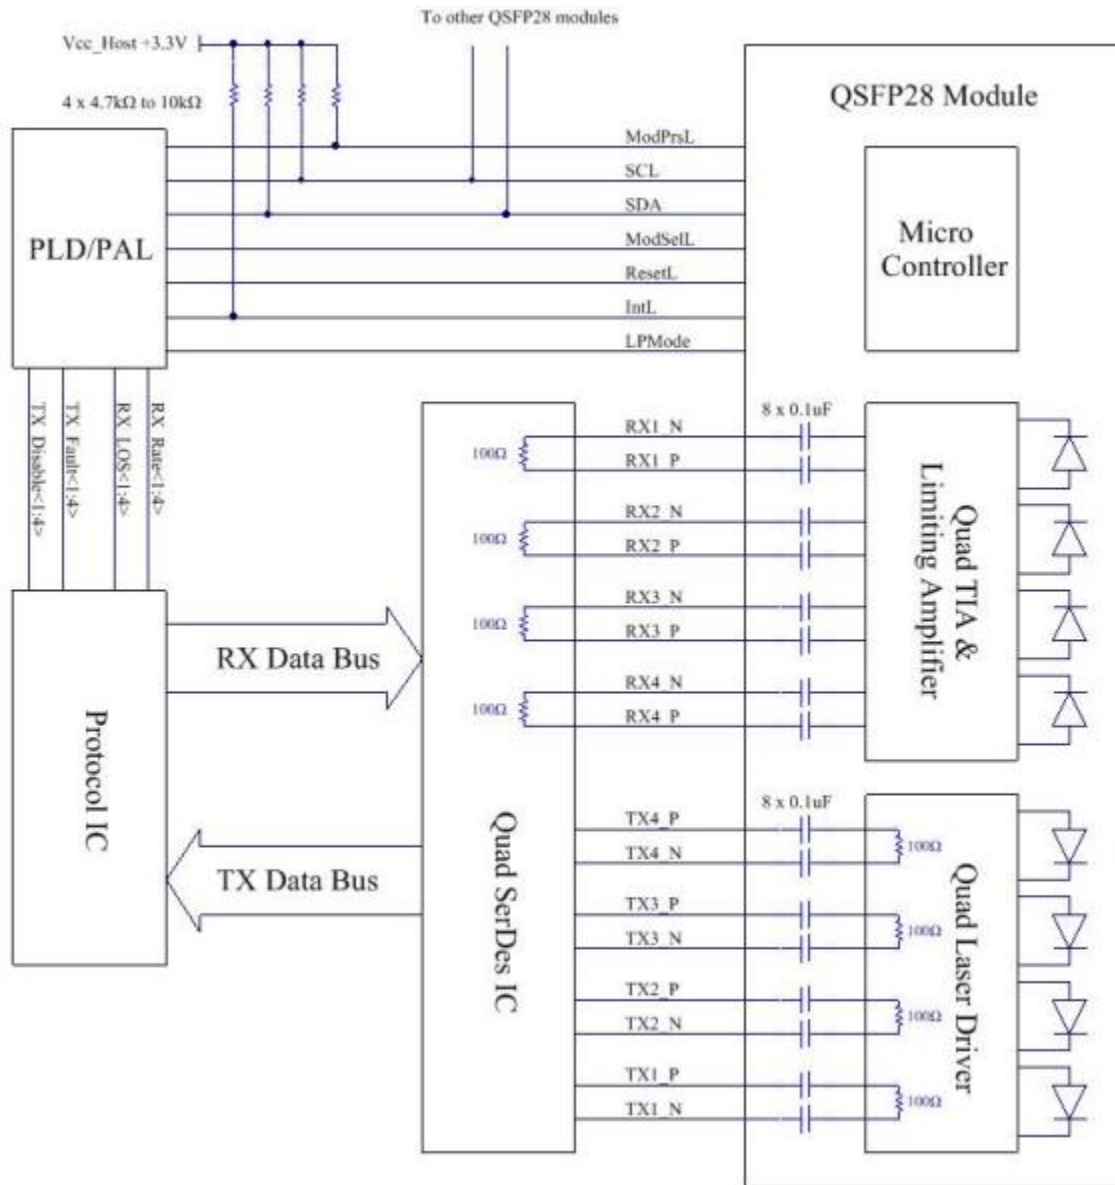 To other QSFP28 modules
Vcc_Host +3.3V
4 x 4.7kΩ to 10kΩ
QSFP28 Module
ModPrsL
SCL
SDA
ModSelL
ResetL
IntL
LPMode
PLD/PAL
Micro
Controller
TX Disable<1:4>
TX Fault<1:4>
RX LOS<1:4>
RX Rate<1:4>
8 x 0.1uF
RX1_N
100Ω
RX1_P
RX2_N
100Ω
RX2_P
RX3_N
100Ω
RX3_P
RX4_N
100Ω
RX4_P
Quad TIA &
Limiting Amplifier
RX Data Bus
Protocol IC
TX Data Bus
Quad SerDes IC
8 x 0.1uF
TX4_P
100Ω
TX4_N
TX3_P
100Ω
TX3_N
TX2_P
100Ω
TX2_N
TX1_P
100Ω
TX1_N
Quad Laser Driver